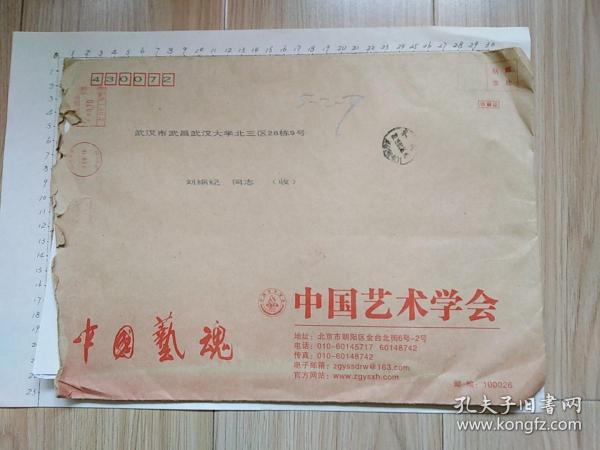 430072
武汉市武昌武汉大学北三区28栋9号
刘纲纪 同志 (收)
中国艺术学会
中國藝魂
地址：北京市朝阳区金台北街6号-2号
电话：010-60145717 60148742
传真：010-60148742
电子邮箱：zgyssdrw@163.com
官方网站：www.zgysxh.com
邮编：100026
孔夫子旧书网
www.kongfz.com